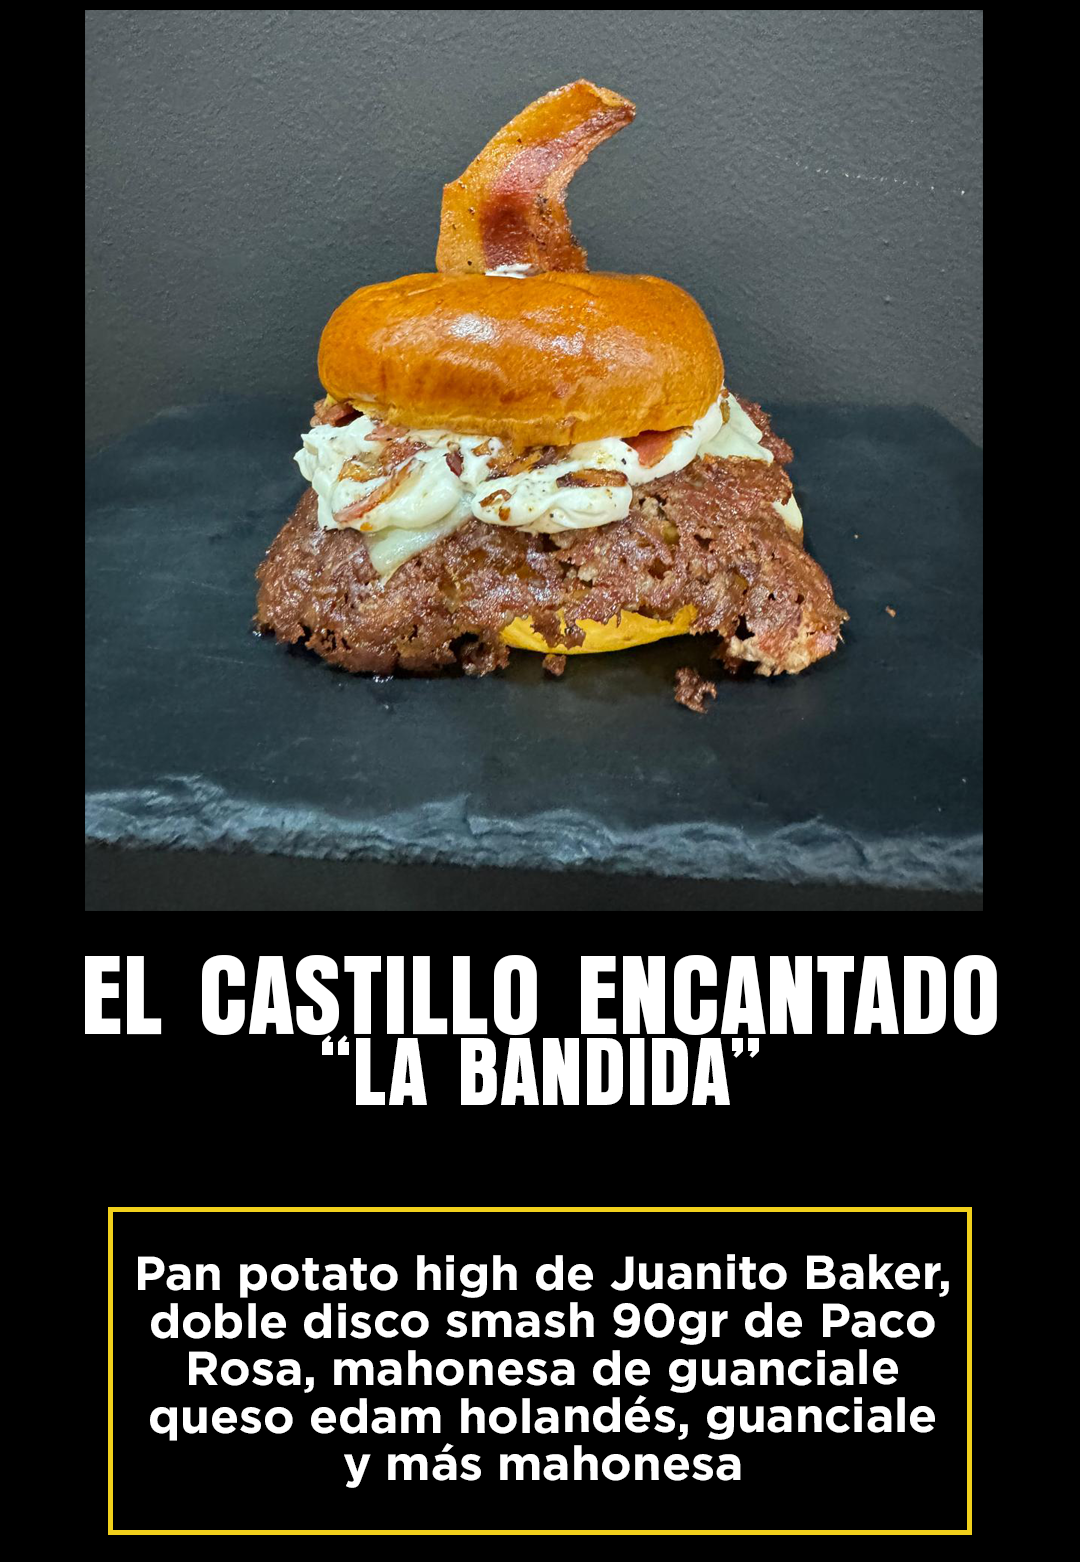 EL CASTILLO ENCANTADO
“LA BANDIDA”
Pan potato high de Juanito Baker,
doble disco smash 90gr de Paco
Rosa, mahonesa de guanciale
queso edam holandés, guanciale
y más mahonesa